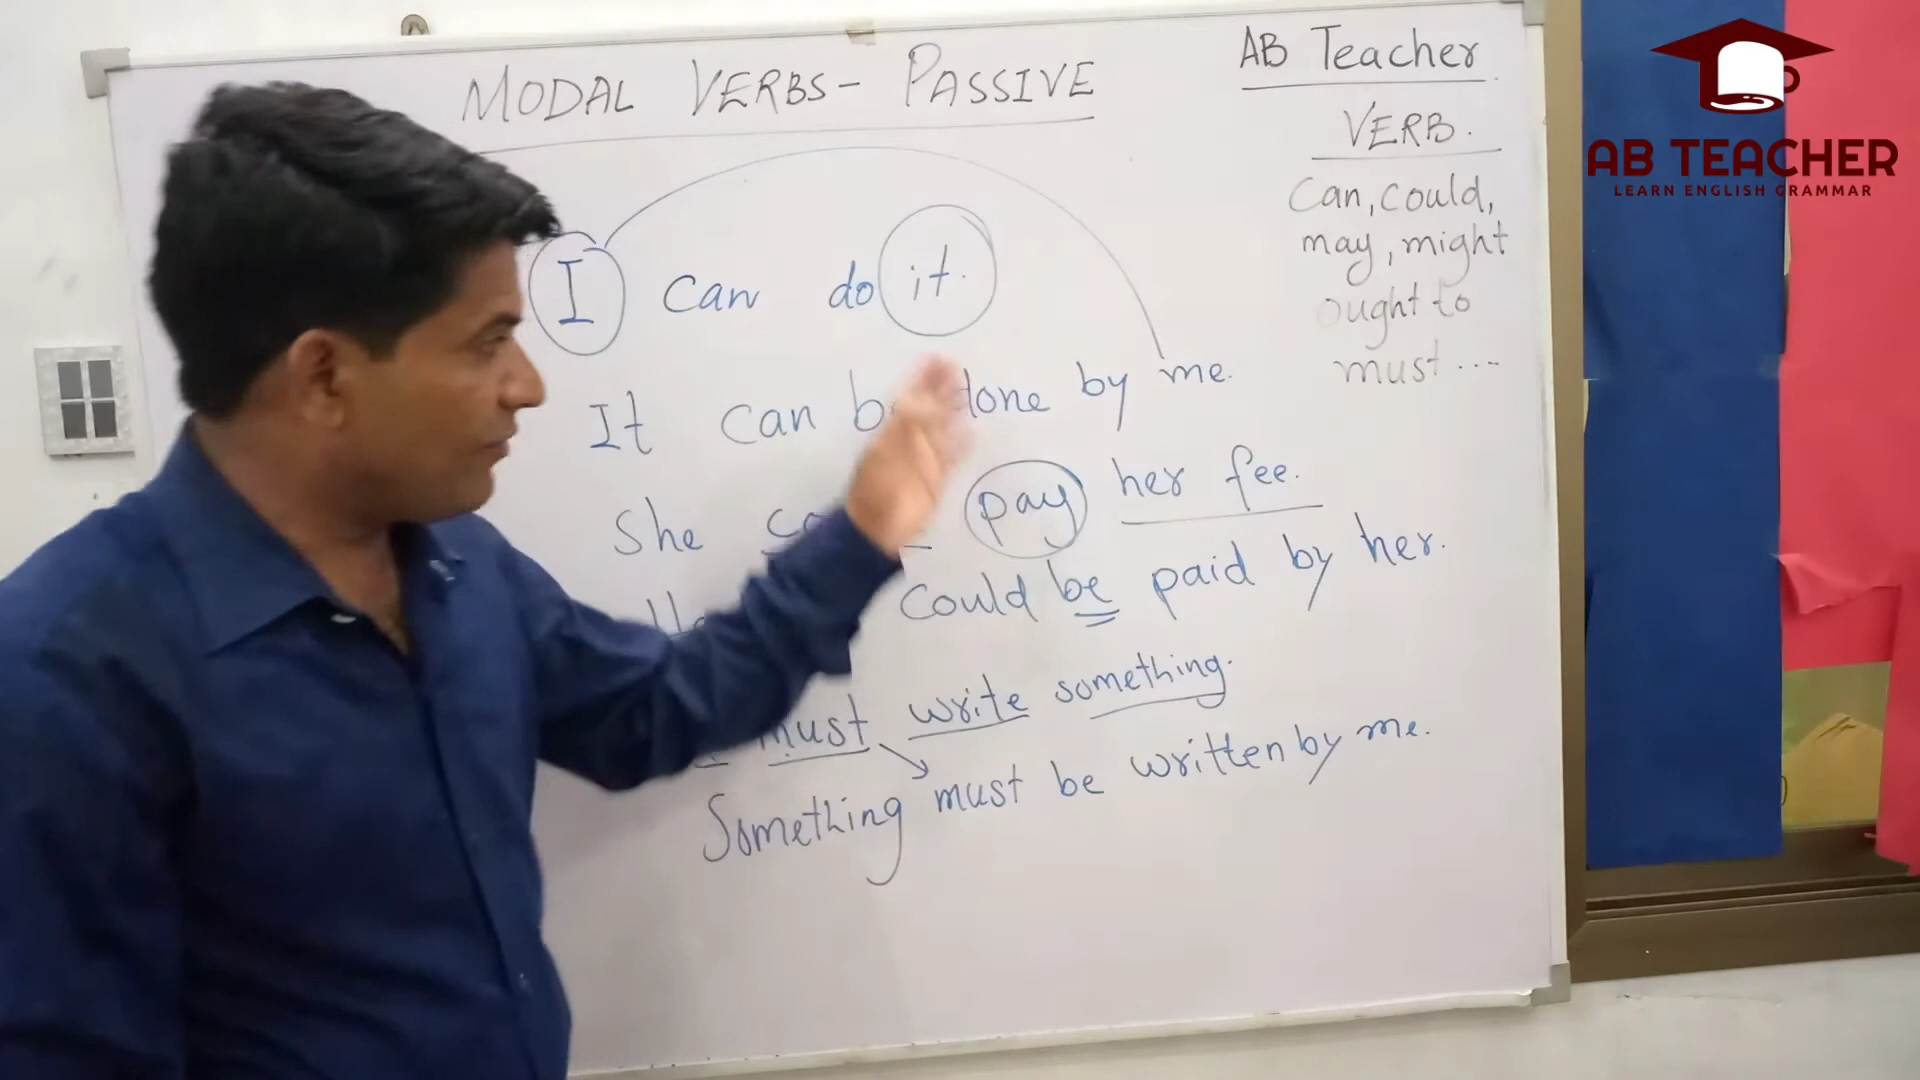 MODAL VERBS - PASSIVE
I can do it.
It can done by me.
She pay her fee.
could be paid by her.
must write something.
Something must be written by me.
AB Teacher
VERB.
Can, could,
may, might
ought to
must ...
AB TEACHER
LEARN ENGLISH GRAMMAR